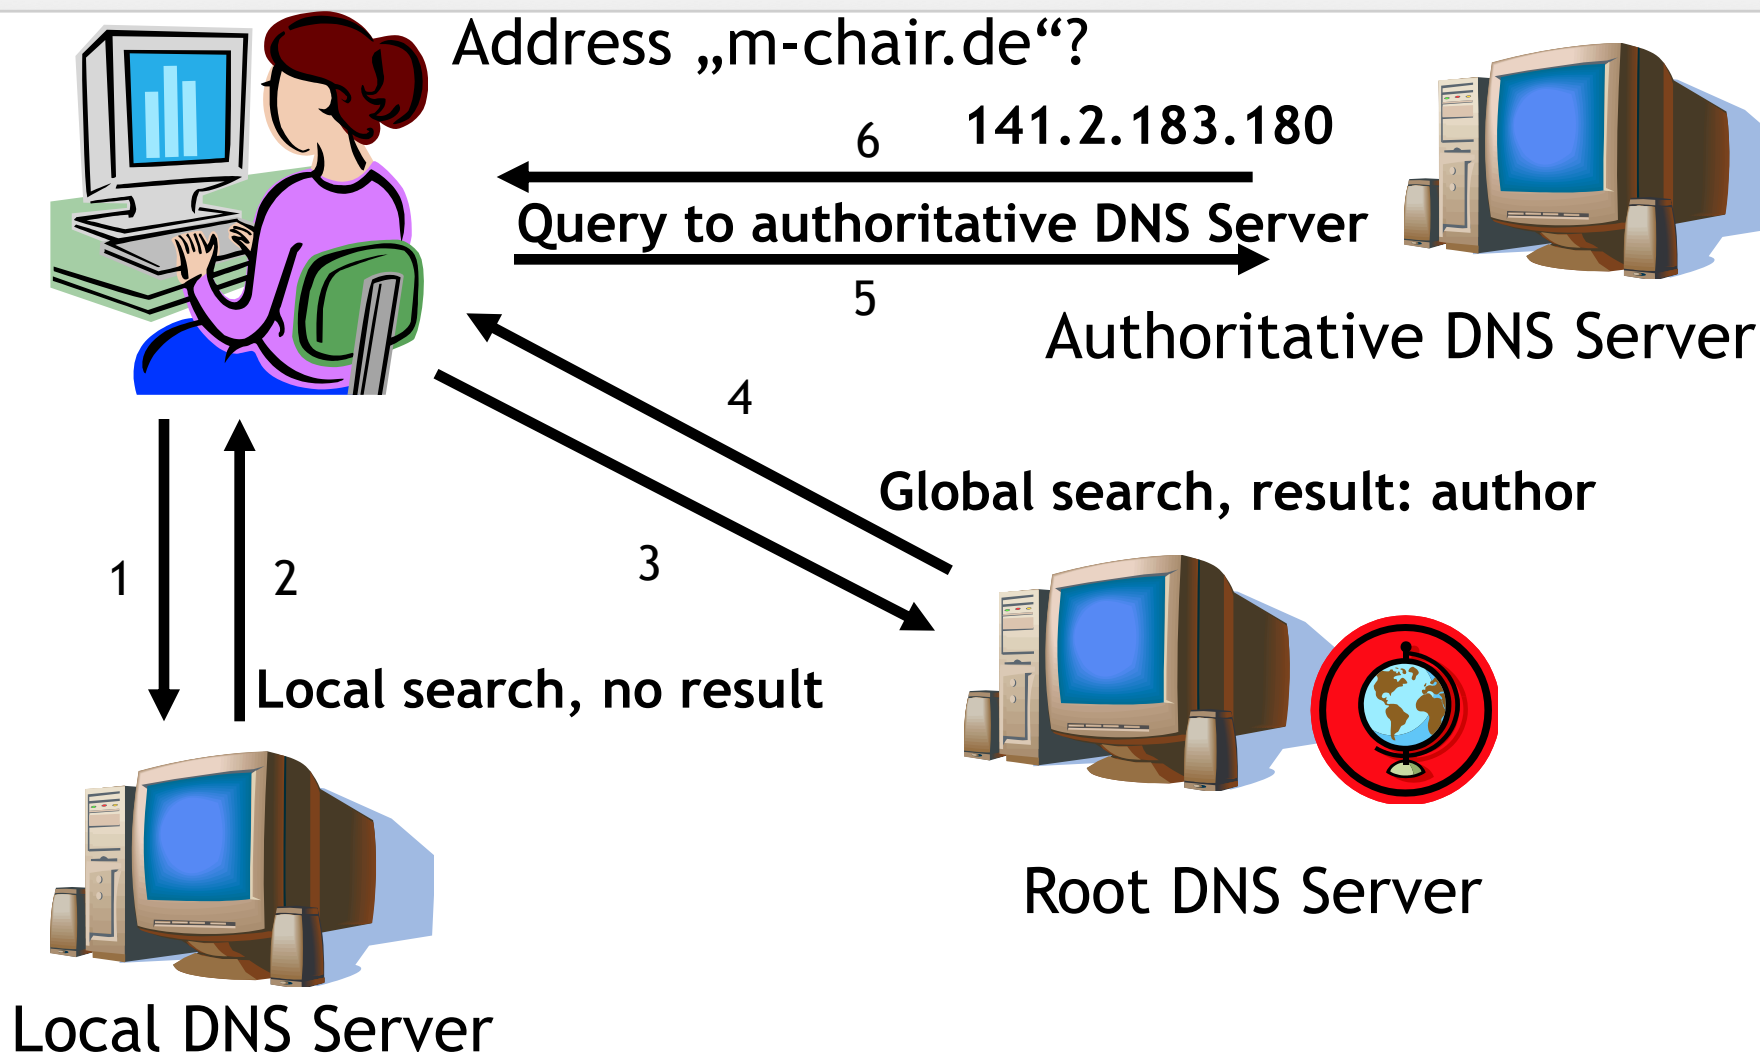 Address „m-chair.de“?
6
141.2.183.180
Query to authoritative DNS Server
5
Authoritative DNS Server
4
Global search, result: author
3
1
2
Local search, no result
Root DNS Server
Local DNS Server